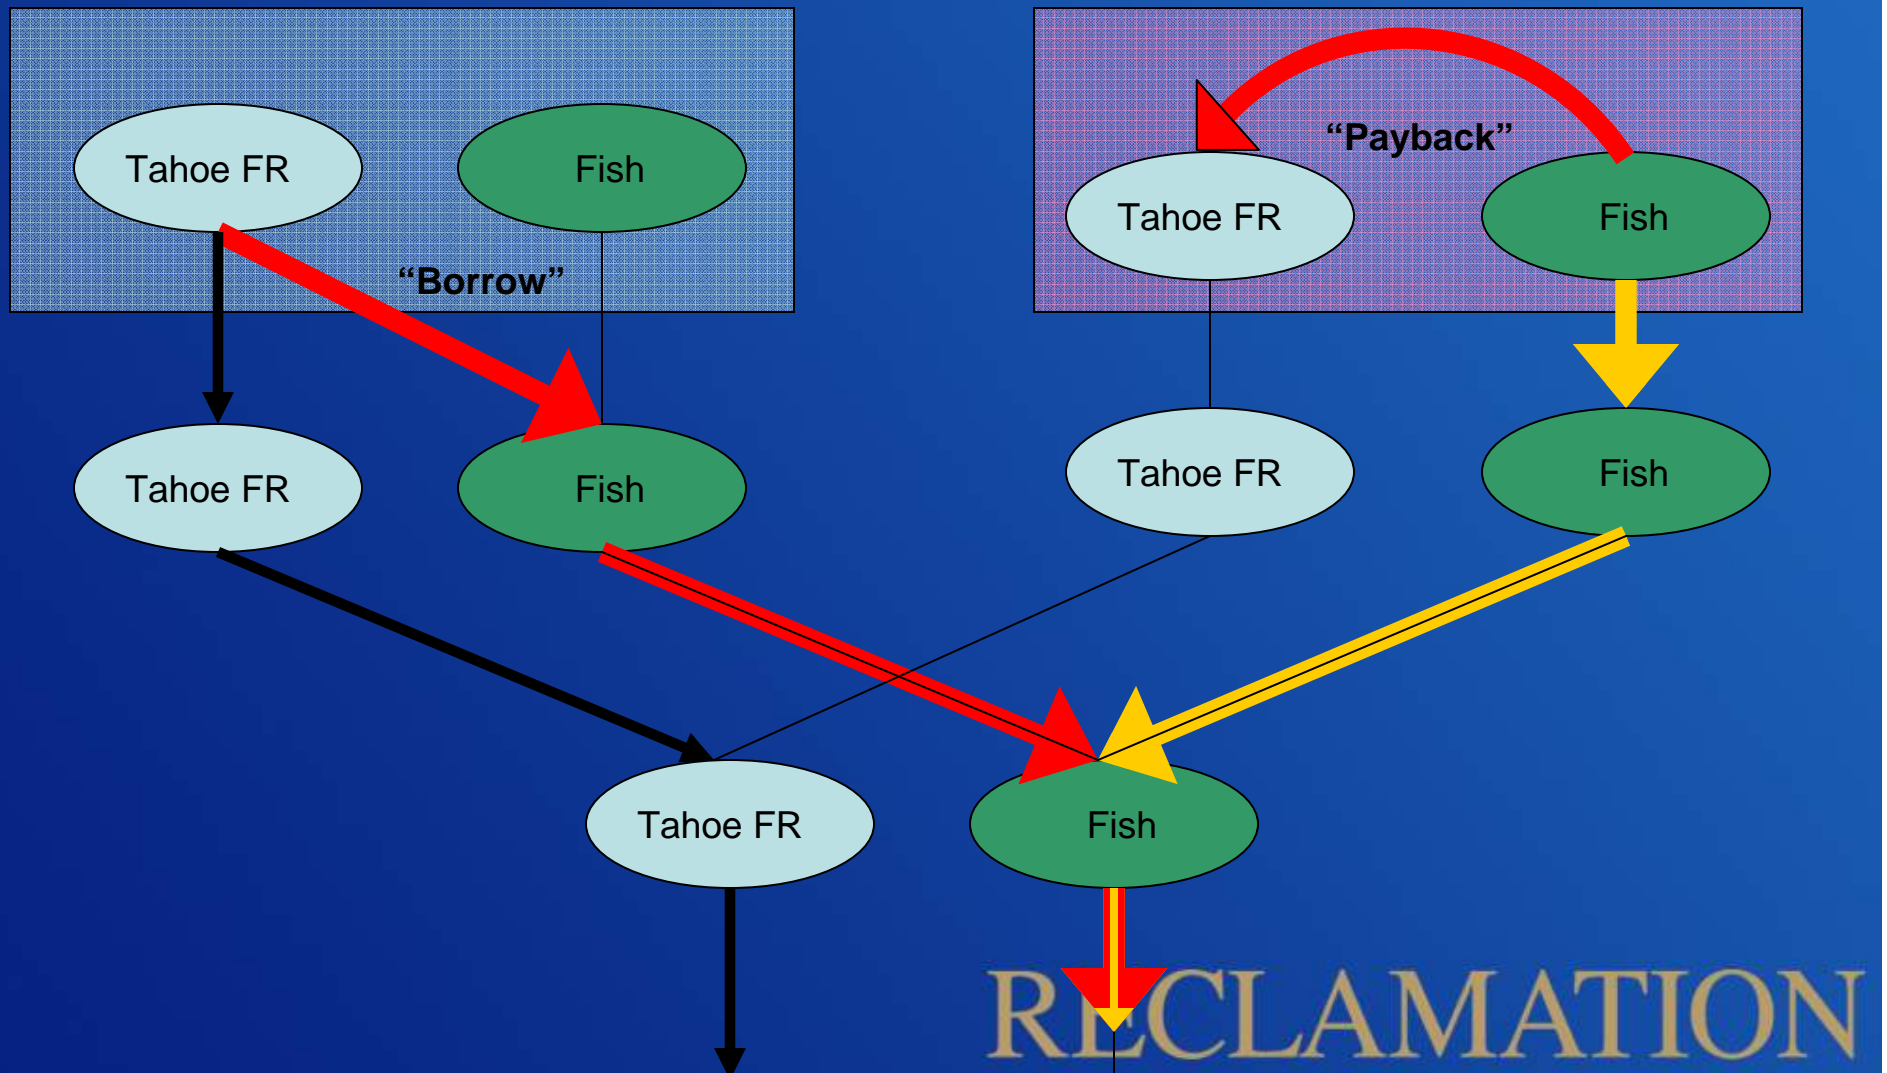 Tahoe FR
Fish
“Borrow”
“Payback”
Tahoe FR
Fish
Tahoe FR
Fish
Tahoe FR
Fish
Tahoe FR
Fish
RECLAMATION